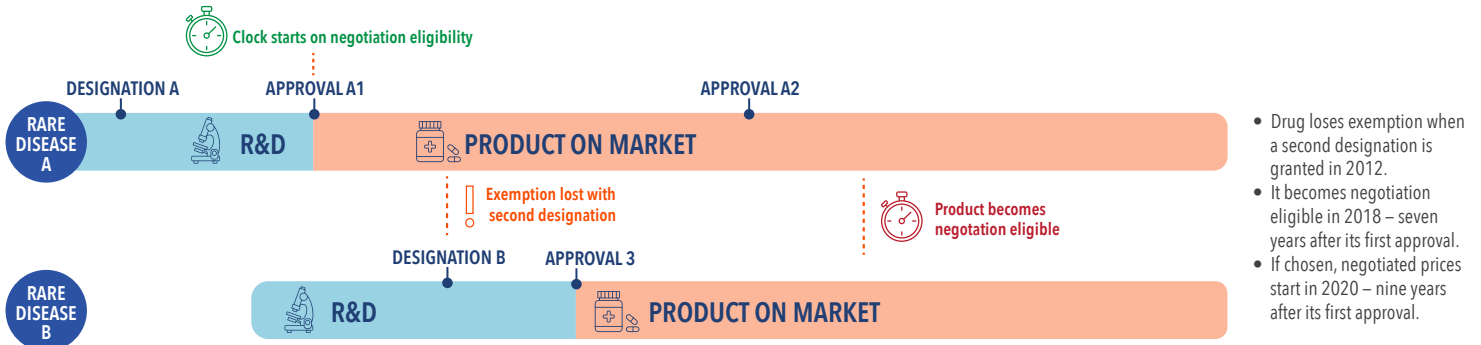 Clock starts on negotiation eligibility
DESIGNATION A
APPROVAL A1
APPROVAL A2
RARE
DISEASE
A
R&D
PRODUCT ON MARKET
Exemption lost with
second designation
Product becomes
negotation eligible
DESIGNATION B
APPROVAL 3
RARE
DISEASE
B
R&D
PRODUCT ON MARKET
• Drug loses exemption when
a second designation is
granted in 2012.
• It becomes negotiation
eligible in 2018 – seven
years after its first approval.
• If chosen, negotiated prices
start in 2020 – nine years
after its first approval.